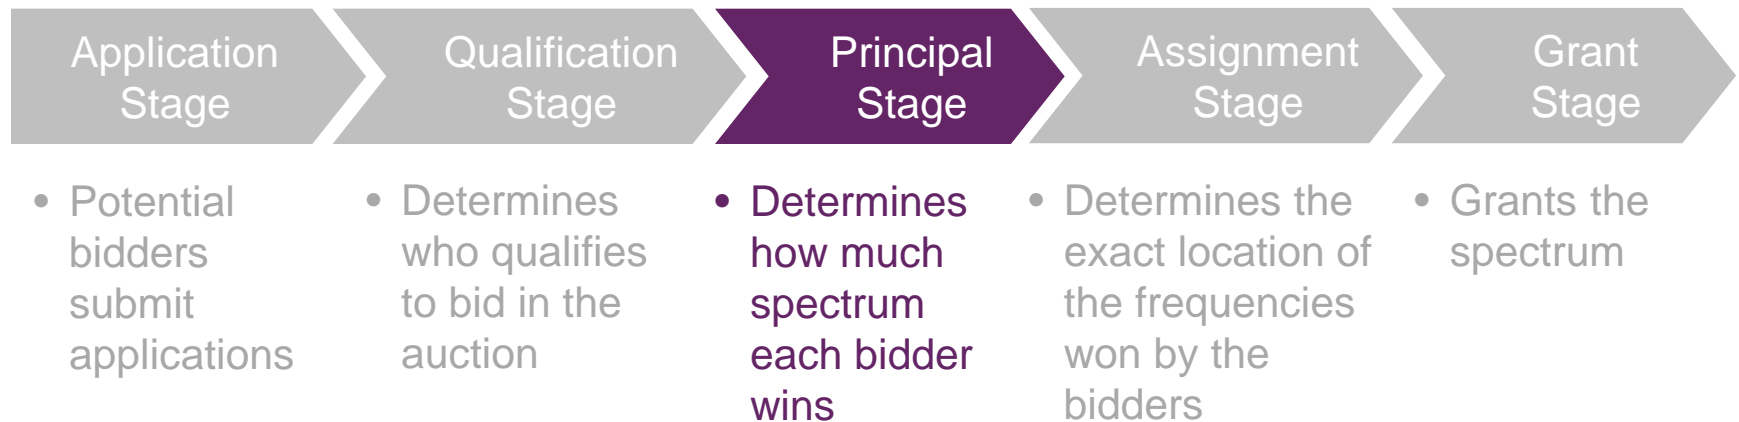 Application
Stage
Qualification
Stage
Principal
Stage
Assignment
Stage
Grant
Stage
• Potential
bidders
submit
applications
• Determines
who qualifies
to bid in the
auction
• Determines
how much
spectrum
each bidder
wins
• Determines the
exact location of
the frequencies
won by the
bidders
• Grants the
spectrum